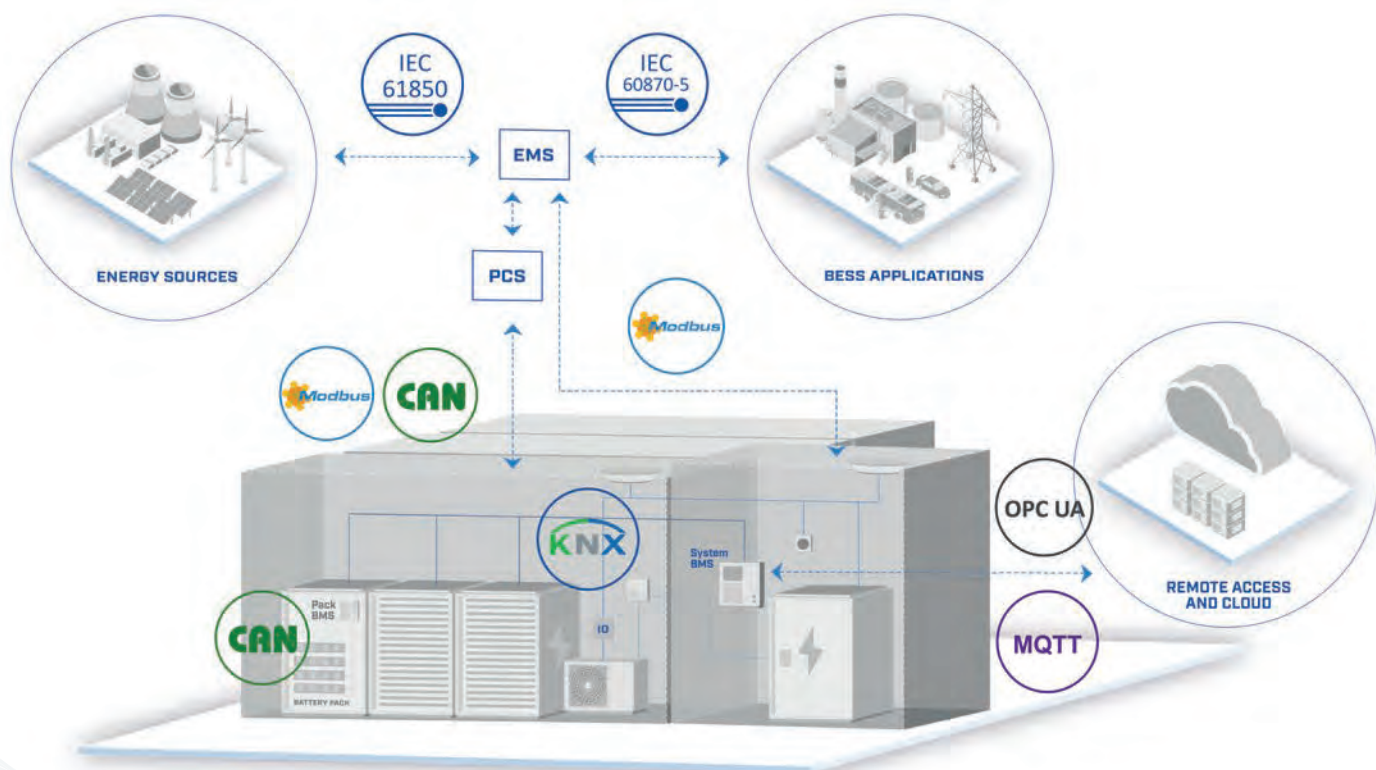 IEC
61850
IEC
60870-5
EMS
ENERGY SOURCES
PCS
BESS APPLICATIONS
Modbus
Modbus
CAN
OPC UA
KNX
System
BMS
REMOTE ACCESS
AND CLOUD
CAN
Pack
BMS
IO
MQTT
BATTERY PACK